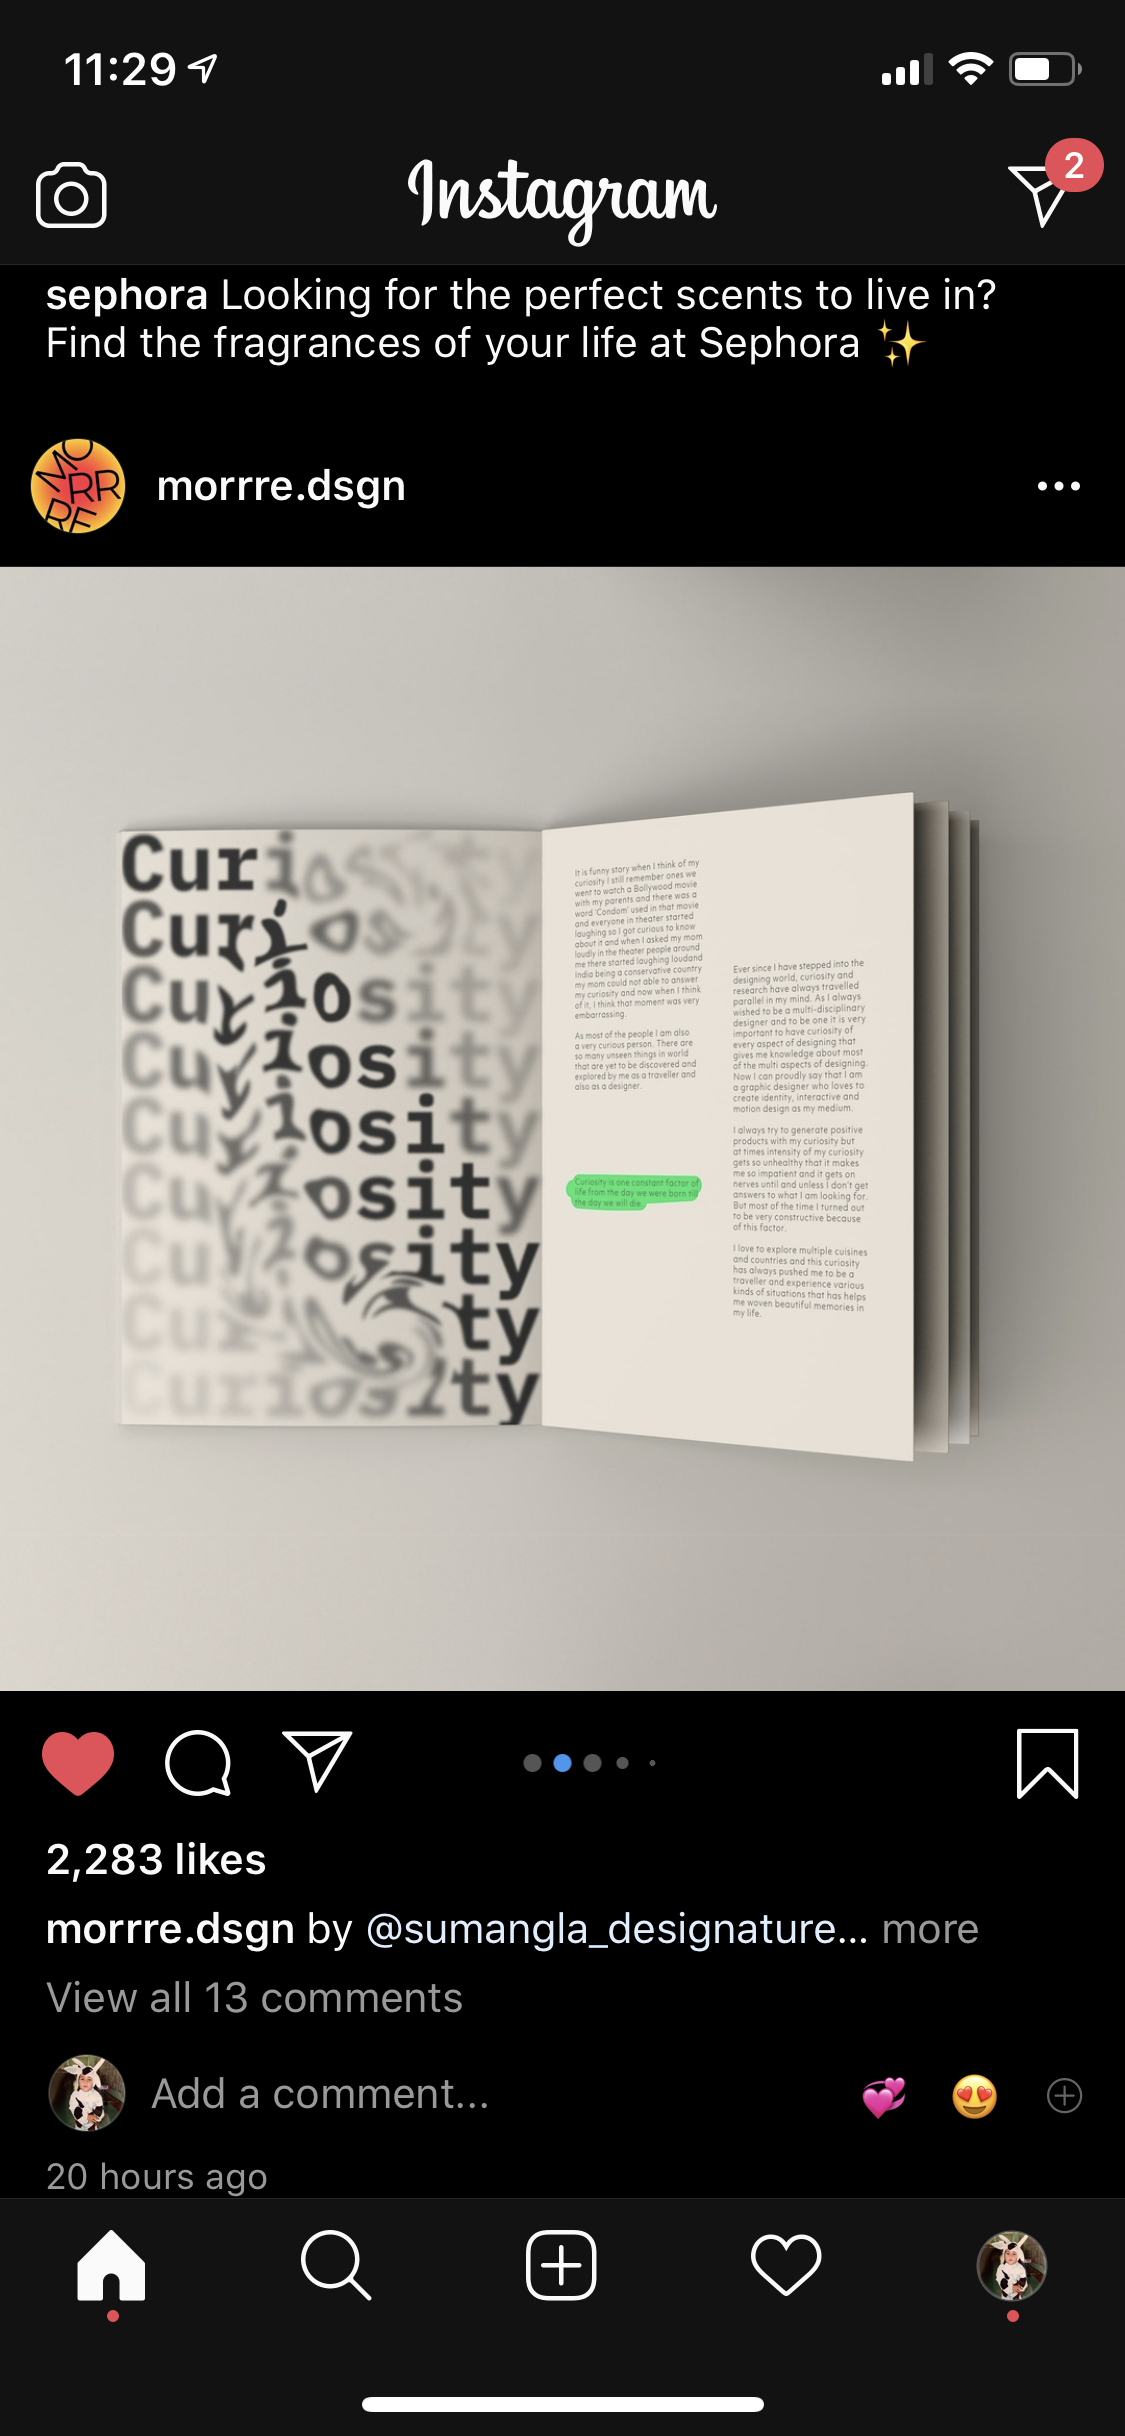 11:29
Instagram
2
sephora Looking for the perfect scents to live in?
Find the fragrances of your life at Sephora ✨
MO
RRR
RE
morrre.dsgn
Curiosity
Curiosity
Curiosity
Curiosity
Curiosity
Curiosity
Curiosity
Curiosity
Curiosity
It is funny story when I think of my
curiosity I still remember ones we
went to watch a Bollywood movie
with my parents and there was a
word 'Condom' used in that movie
and everyone in theater started
laughing so I got curious to know
about it and when I asked my mom
loudly in the theater people around
me there started laughing loudand
India being a conservative country
my mom could not able to answer
my curiosity and now when I think
of it, I think that moment was very
embarrassing.
As most of the people I am also
a very curious person. There are
so many unseen things in world
that are yet to be discovered and
explored by me as a traveller and
also as a designer.
Curiosity is one constant factor of
life from the day we were born till
the day we will die.
Ever since I have stepped into the
designing world, curiosity and
research have always travelled
parallel in my mind. As I always
wished to be a multi-disciplinary
designer and to be one it is very
important to have curiosity of
every aspect of designing that
gives me knowledge about most
of the multi aspects of designing.
Now I can proudly say that I am
a graphic designer who loves to
create identity, interactive and
motion design as my medium.
I always try to generate positive
products with my curiosity but
at times intensity of my curiosity
gets so unhealthy that it makes
me so impatient and it gets on
nerves until and unless I don't get
answers to what I am looking for.
But most of the time I turned out
to be very constructive because
of this factor.
I love to explore multiple cuisines
and countries and this curiosity
has always pushed me to be a
traveller and experience various
kinds of situations that has helps
me woven beautiful memories in
my life.
2,283 likes
morrre.dsgn by @sumangla_designature... more
View all 13 comments
Add a comment...
20 hours ago